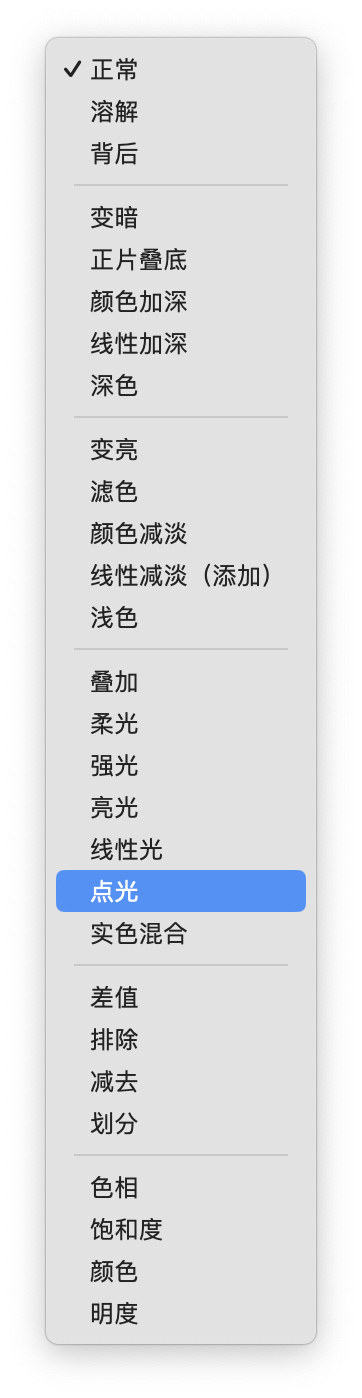 正常
溶解
背后
变暗
正片叠底
颜色加深
线性加深
深色
变亮
滤色
颜色减淡
线性减淡（添加）
浅色
叠加
柔光
强光
亮光
线性光
点光
实色混合
差值
排除
减去
划分
色相
饱和度
颜色
明度